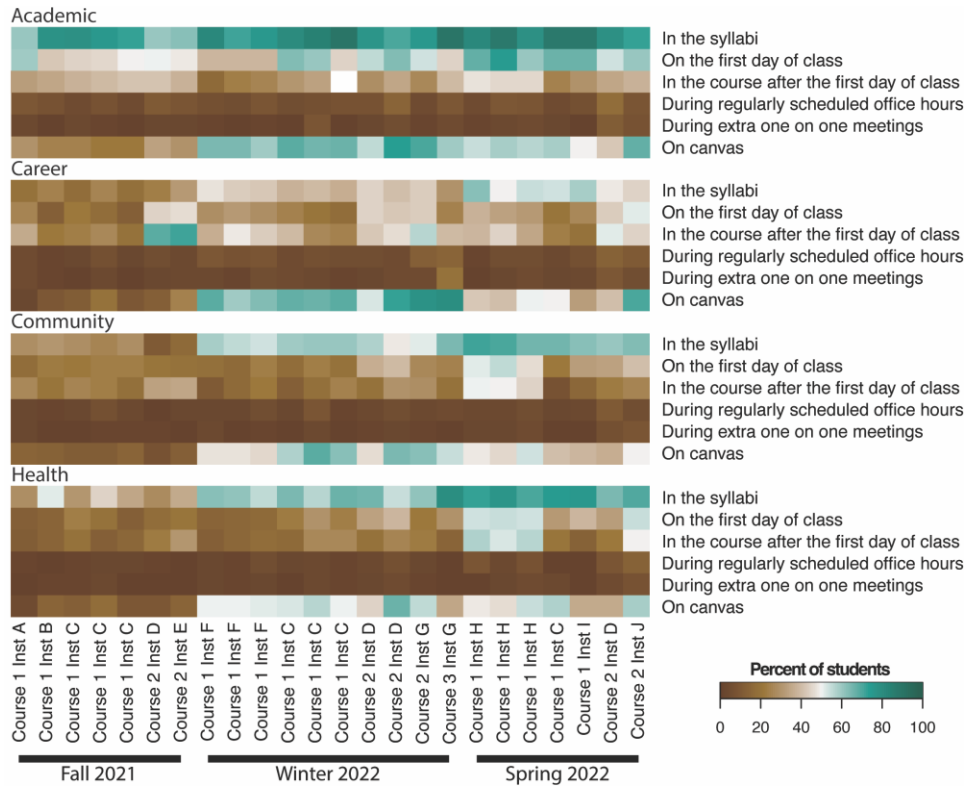 Academic
In the syllabi
On the first day of class
In the course after the first day of class
During regularly scheduled office hours
During extra one on one meetings
On canvas
Career
In the syllabi
On the first day of class
In the course after the first day of class
During regularly scheduled office hours
During extra one on one meetings
On canvas
Community
In the syllabi
On the first day of class
In the course after the first day of class
During regularly scheduled office hours
During extra one on one meetings
On canvas
Health
In the syllabi
On the first day of class
In the course after the first day of class
During regularly scheduled office hours
During extra one on one meetings
On canvas
Course 1 Inst A
Course 1 Inst B
Course 1 Inst C
Course 1 Inst C
Course 1 Inst C
Course 2 Inst D
Course 2 Inst E
Course 1 Inst F
Course 1 Inst F
Course 1 Inst F
Course 1 Inst C
Course 1 Inst C
Course 1 Inst C
Course 2 Inst D
Course 2 Inst D
Course 2 Inst G
Course 3 Inst G
Course 1 Inst H
Course 1 Inst H
Course 1 Inst H
Course 1 Inst C
Course 1 Inst I
Course 2 Inst D
Course 2 Inst J
Fall 2021
Winter 2022
Spring 2022
Percent of students
0 20 40 60 80 100